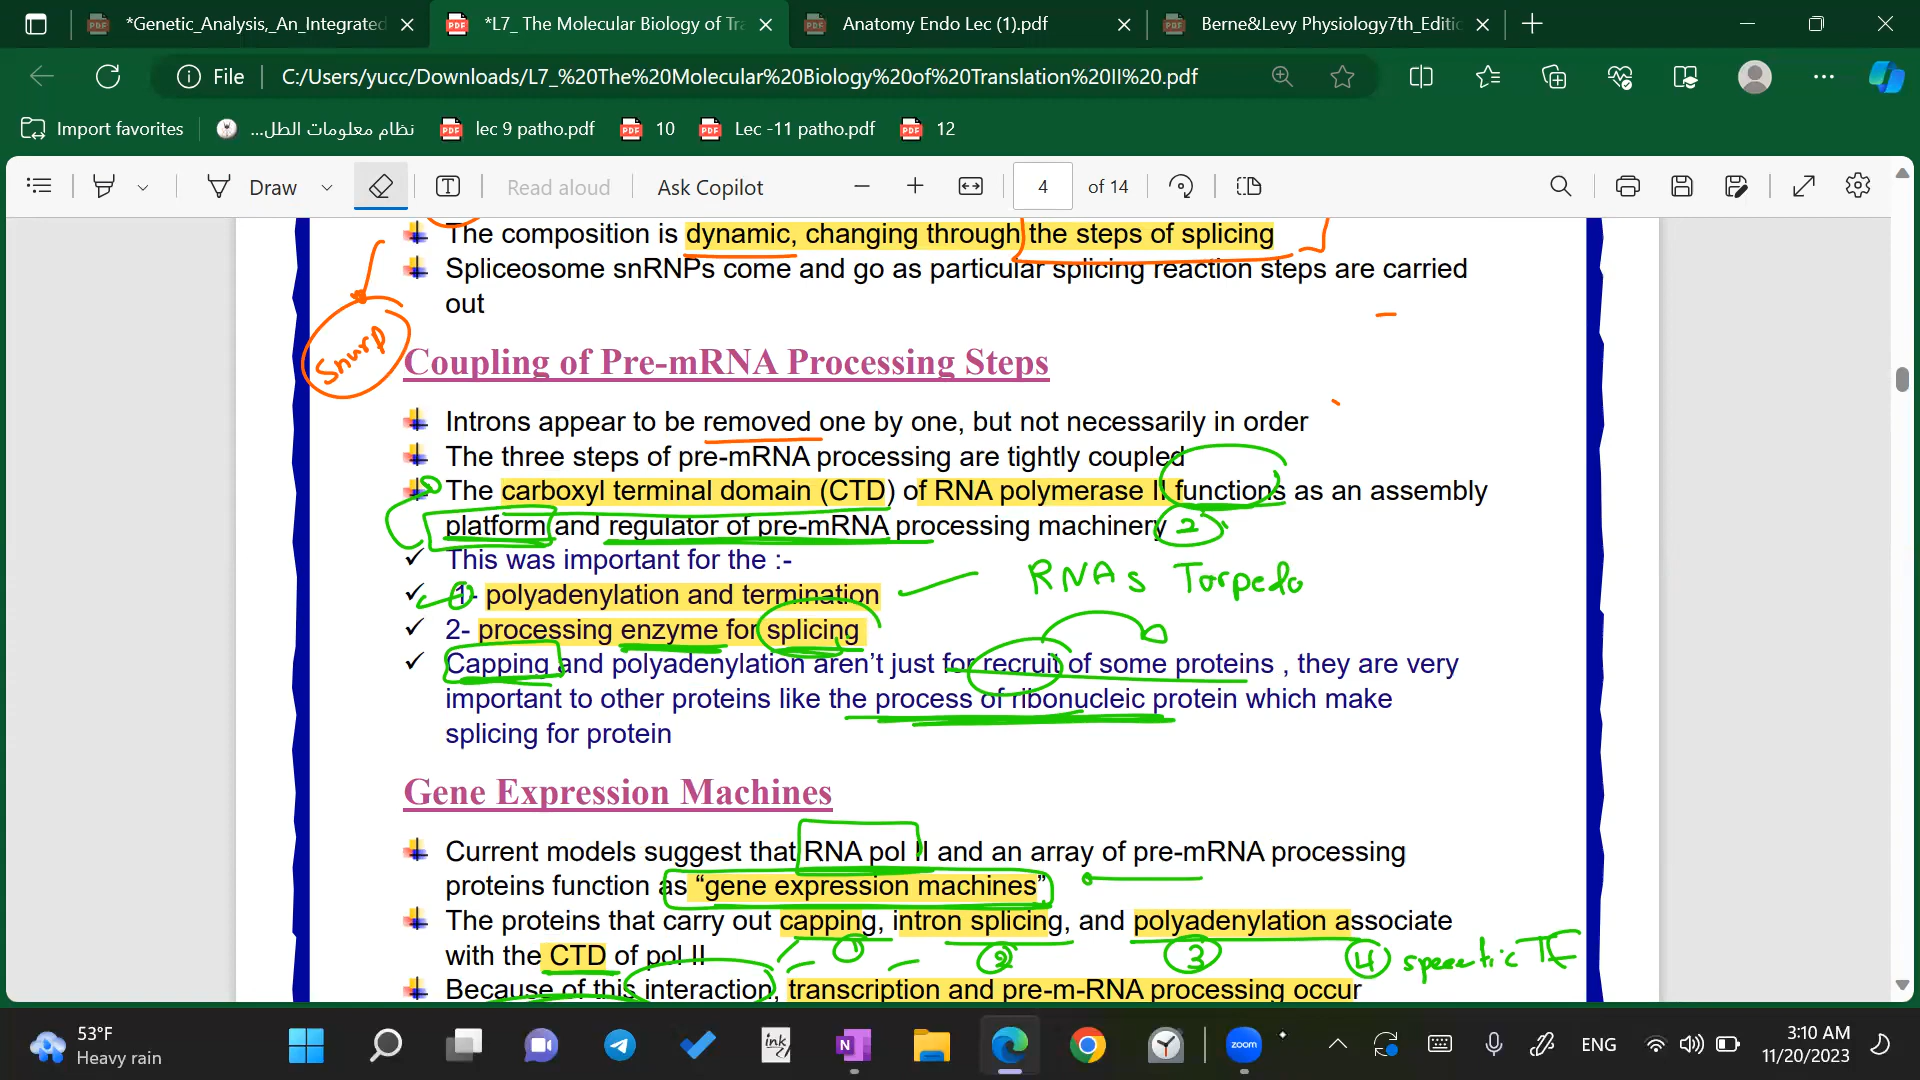 *Genetic_Analysis,_An_Integrated
*L7_ The Molecular Biology of Tra
Anatomy Endo Lec (1).pdf
Berne&Levy Physiology7th_Editic
File
C:/Users/yucc/Downloads/L7_%20The%20Molecular%20Biology%20of%20Translation%20II%20.pdf
Import favorites
نظام معلومات الطل...
lec 9 patho.pdf
10
Lec -11 patho.pdf
12
Draw
Read aloud
Ask Copilot
4
of 14
The composition is dynamic, changing through the steps of splicing
Spliceosome snRNPs come and go as particular splicing reaction steps are carried
out
Snurp
Coupling of Pre-mRNA Processing Steps
Introns appear to be removed one by one, but not necessarily in order
The three steps of pre-mRNA processing are tightly coupled
The carboxyl terminal domain (CTD) of RNA polymerase II functions as an assembly
platform and regulator of pre-mRNA processing machinery 2
This was important for the :-
RNAs Torpedo
1- polyadenylation and termination
2- processing enzyme for splicing
Capping and polyadenylation aren't just for recruit of some proteins , they are very
important to other proteins like the process of ribonucleic protein which make
splicing for protein
Gene Expression Machines
Current models suggest that RNA pol II and an array of pre-mRNA processing
proteins function as “gene expression machines”
The proteins that carry out capping, intron splicing, and polyadenylation associate
with the CTD of pol II
1 2 3 4
Because of this interaction, transcription and pre-m-RNA processing occur
53°F
Heavy rain
zoom
ENG
3:10 AM
11/20/2023